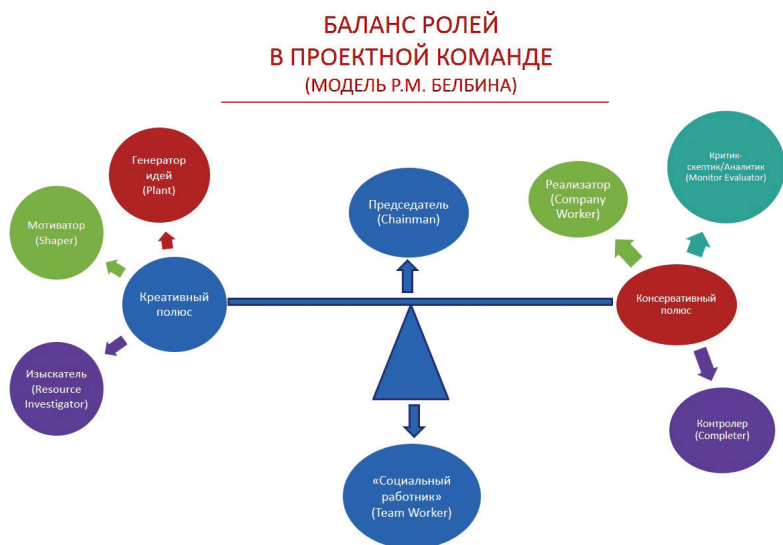 БАЛАНС РОЛЕЙ
В ПРОЕКТНОЙ КОМАНДЕ
(МОДЕЛЬ Р.М. БЕЛБИНА)
Генератор
идей
(Plant)
Мотиватор
(Shaper)
Креативный
полюс
Изыскатель
(Resource
Investigator)
Председатель
(Chainman)
«Социальный
работник»
(Team Worker)
Реализатор
(Company
Worker)
Критик-
скептик/Аналитик
(Monitor Evaluator)
Консервативный
полюс
Контролер
(Completer)